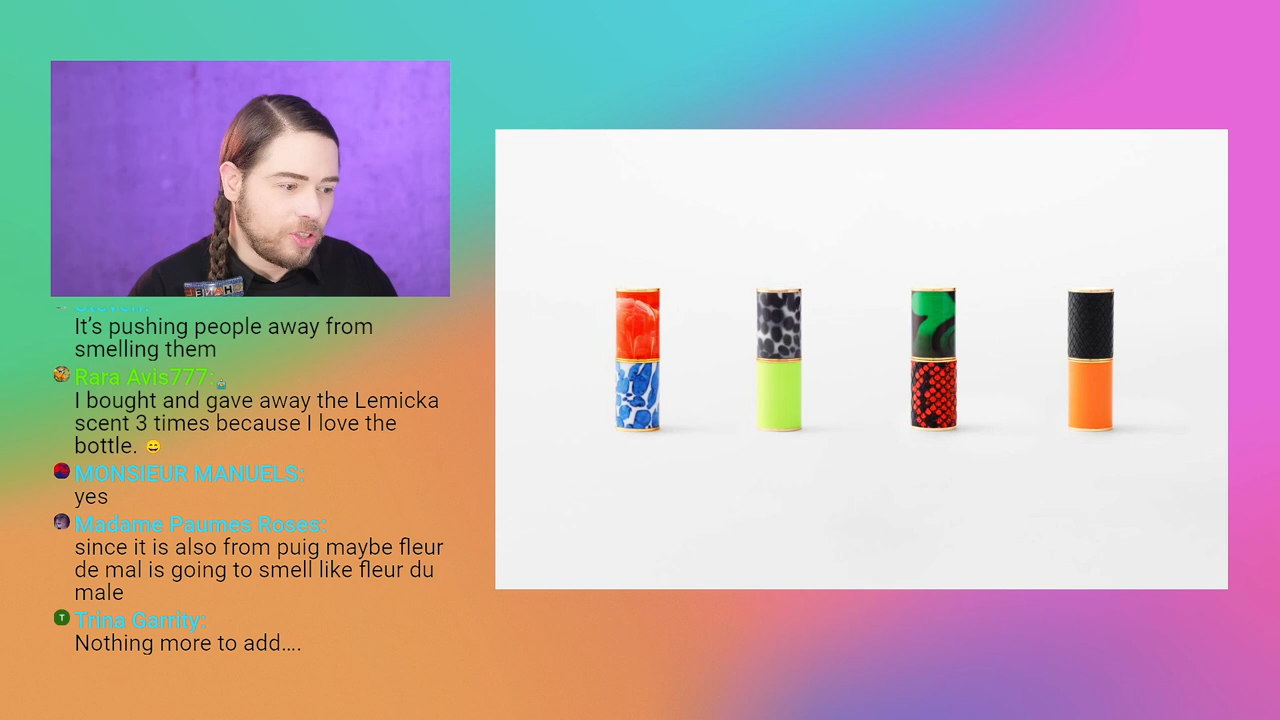 It's pushing people away from
smelling them
Rara Avis777:
I bought and gave away the Lemicka
scent 3 times because I love the
bottle. 😄
MONSIEUR MANUELS:
yes
Madame Paumes Roses:
since it is also from puig maybe fleur
de mal is going to smell like fleur du
male
T Trina Garrity:
Nothing more to add....